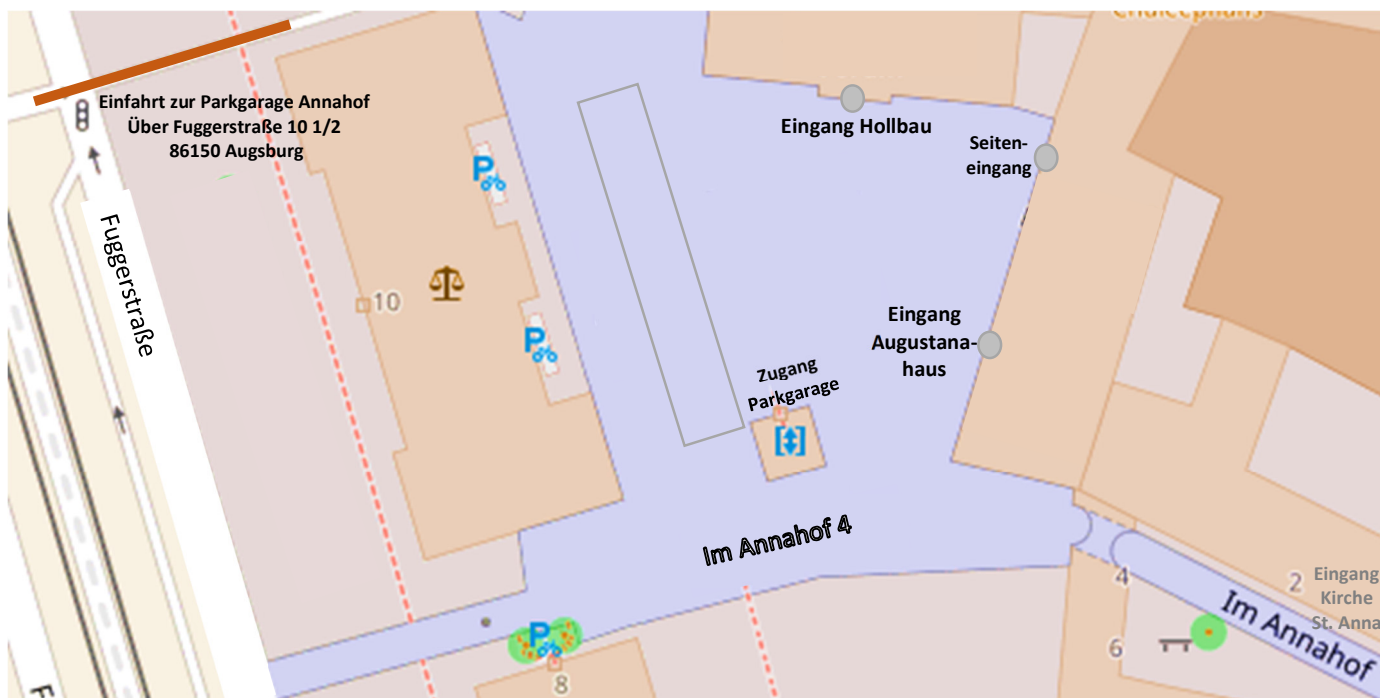 Einfahrt zur Parkgarage Annahof
Über Fuggerstraße 10 1/2
86150 Augsburg
Eingang Hollbau
Seiten-
eingang
P
Fuggerstraße
10
P
Eingang
Augustana-
haus
Zugang
Parkgarage
Im Annahof 4
4
2
Eingang
Kirche
St. Anna
Im Annahof
6
P
8
F